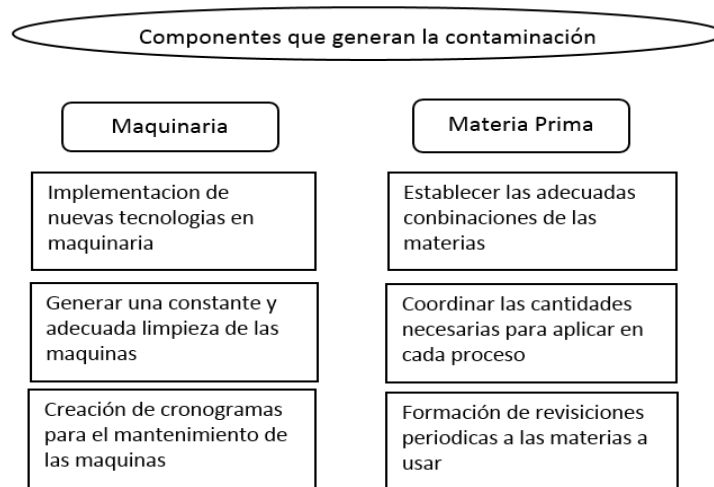 Componentes que generan la contaminación
Maquinaria
Implementacion de
nuevas tecnologias en
maquinaria
Generar una constante y
adecuada limpieza de las
maquinas
Creación de cronogramas
para el mantenimiento de
las maquinas
Materia Prima
Establecer las adecuadas
conbinaciones de las
materias
Coordinar las cantidades
necesarias para aplicar en
cada proceso
Formación de revisiciones
periodicas a las materias a
usar